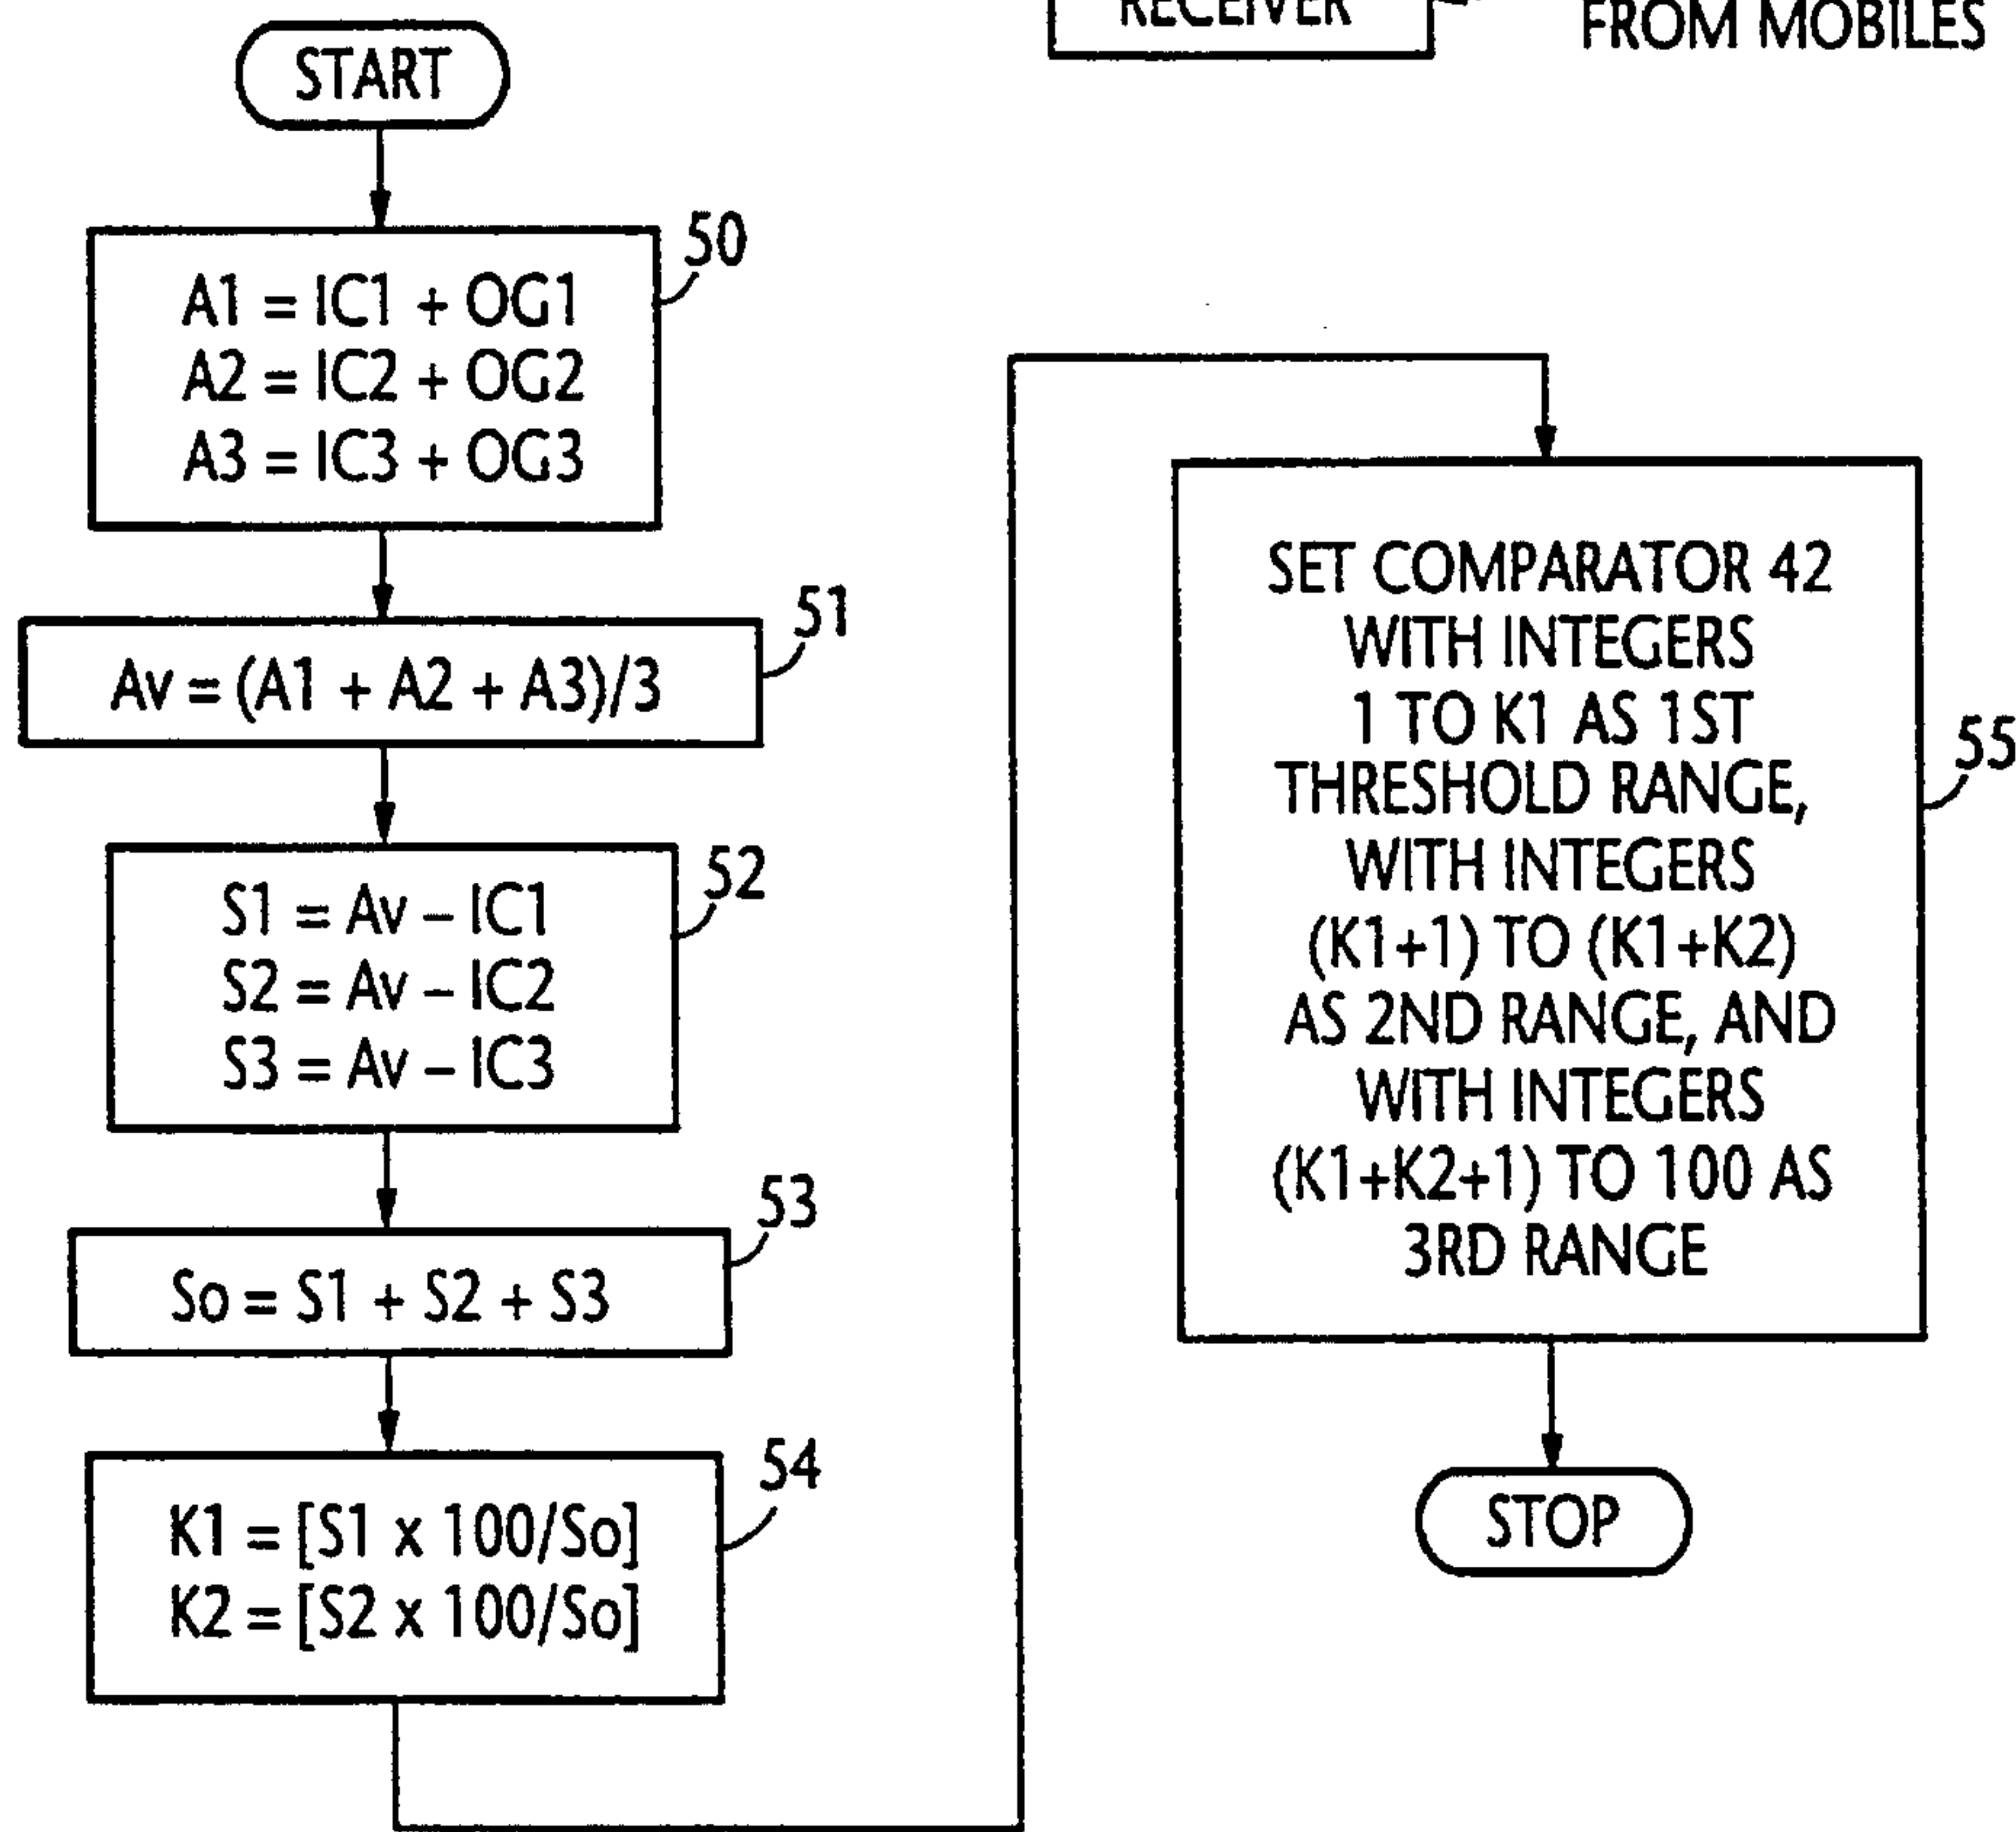 RECEIVER
FROM MOBILES
START
50
A1 = IC1 + OG1
A2 = IC2 + OG2
A3 = IC3 + OG3
51
Av = (A1 + A2 + A3)/3
52
S1 = Av – IC1
S2 = Av – IC2
S3 = Av – IC3
53
So = S1 + S2 + S3
54
K1 = [S1 x 100/So]
K2 = [S2 x 100/So]
55
SET COMPARATOR 42
WITH INTEGERS
1 TO K1 AS 1ST
THRESHOLD RANGE,
WITH INTEGERS
(K1+1) TO (K1+K2)
AS 2ND RANGE, AND
WITH INTEGERS
(K1+K2+1) TO 100 AS
3RD RANGE
STOP